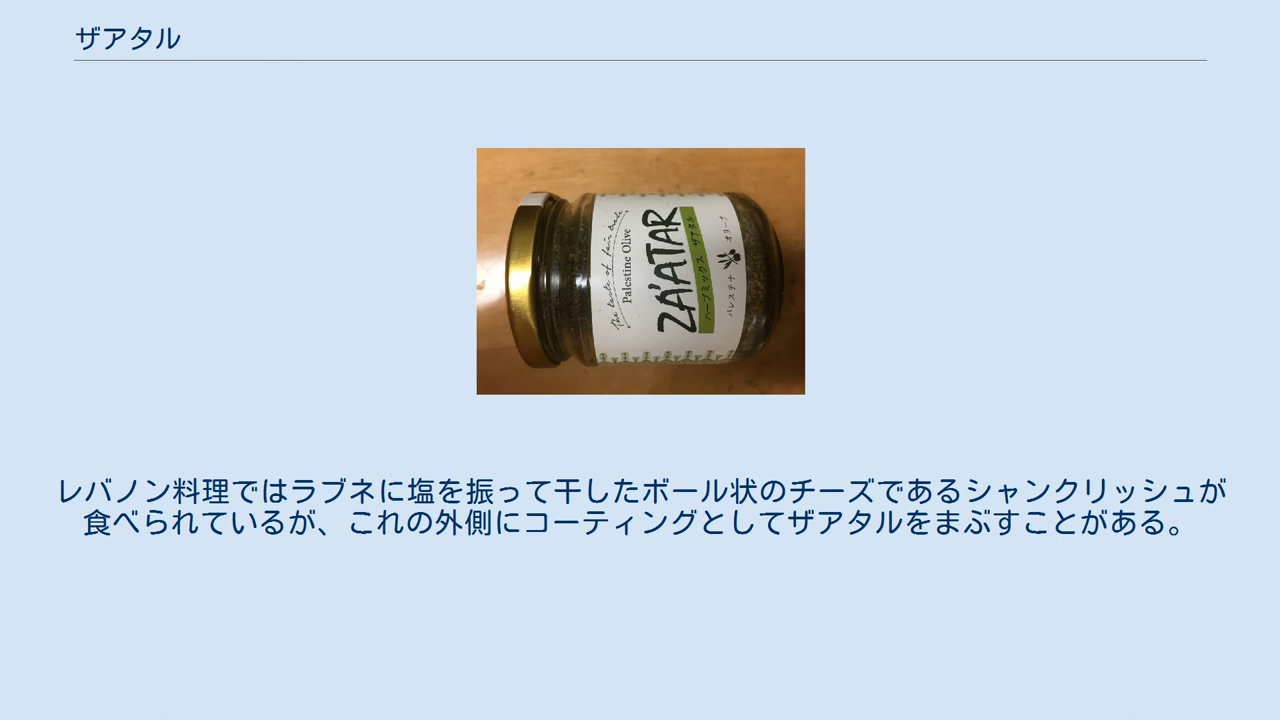 ザアタル
The taste of fair trade
Palestine Olive
ZA'ATAR
ハーブミックス ザアタル
パレスチナ オリーブ
レバノン料理ではラブネに塩を振って干したボール状のチーズであるシャンクリッシュが
食べられているが、これの外側にコーティングとしてザアタルをまぶすことがある。